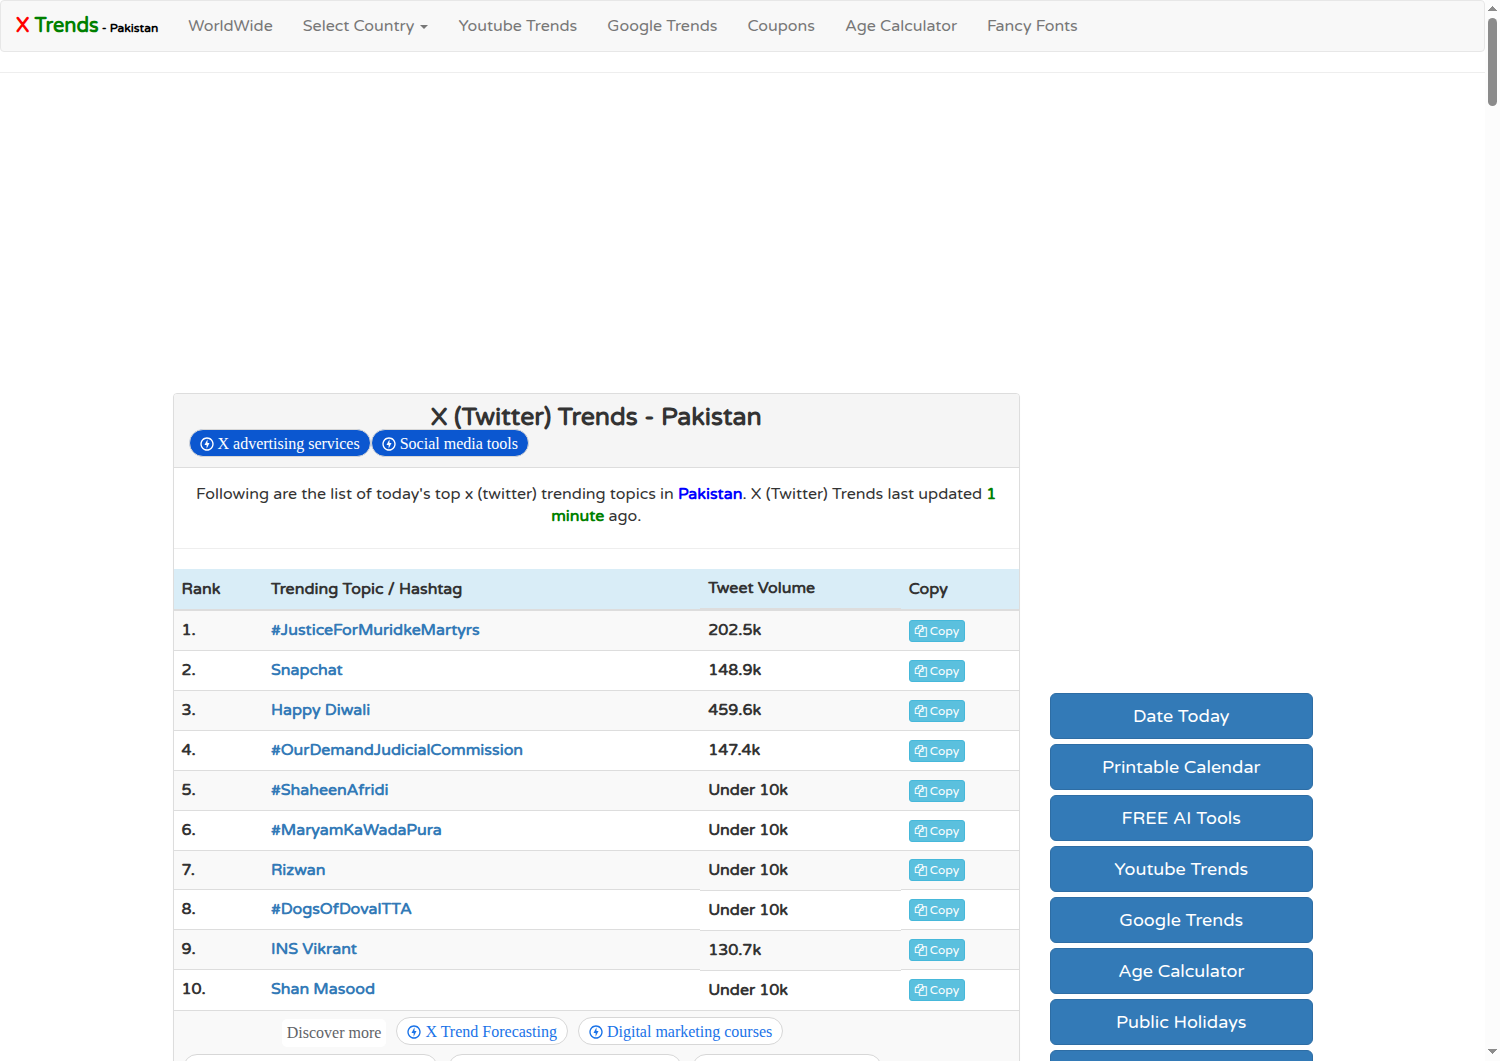 X Trends - Pakistan WorldWide Select Country Youtube Trends Google Trends Coupons Age Calculator Fancy Fonts
X (Twitter) Trends - Pakistan
X advertising services Social media tools
Following are the list of today's top x (twitter) trending topics in Pakistan. X (Twitter) Trends last updated 1
minute ago.
Rank Trending Topic / Hashtag Tweet Volume Copy
1. #JusticeForMuridkeMartyrs 202.5k Copy
2. Snapchat 148.9k Copy
3. Happy Diwali 459.6k Copy
4. #OurDemandJudicialCommission 147.4k Copy
5. #ShaheenAfridi Under 10k Copy
6. #MaryamKaWadaPura Under 10k Copy
7. Rizwan Under 10k Copy
8. #DogsOfDovalTTA Under 10k Copy
9. INS Vikrant 130.7k Copy
10. Shan Masood Under 10k Copy
Discover more X Trend Forecasting Digital marketing courses
Date Today
Printable Calendar
FREE AI Tools
Youtube Trends
Google Trends
Age Calculator
Public Holidays